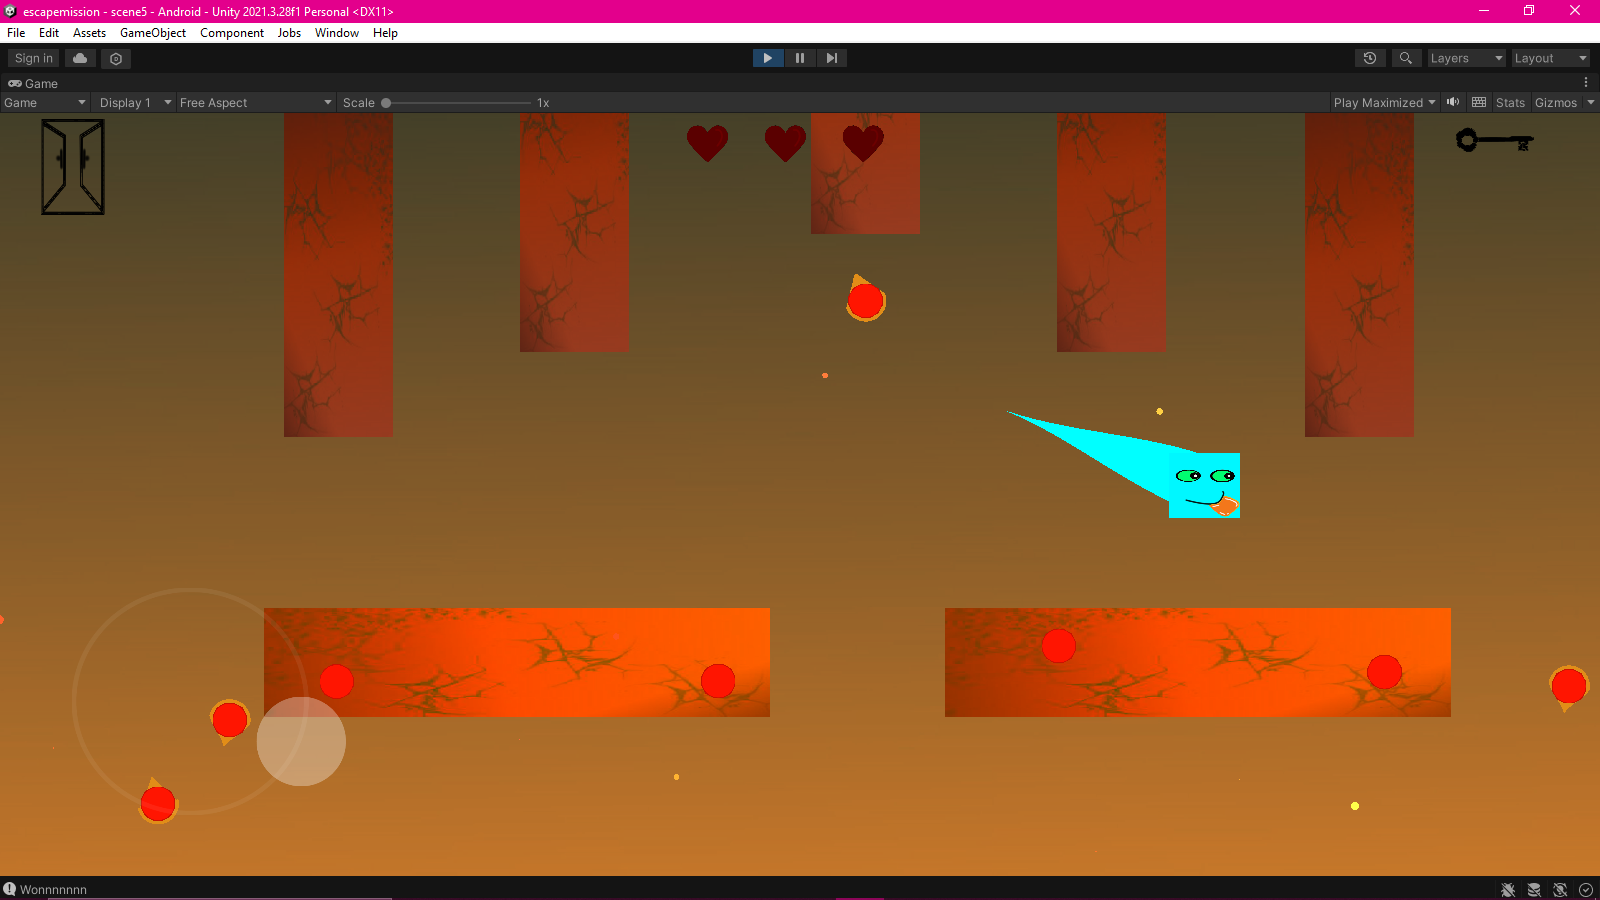 escapemission - scene5 - Android - Unity 2021.3.28f1 Personal <DX11>
File Edit Assets GameObject Component Jobs Window Help
Sign in Layers Layout
Game
Game Display 1 Free Aspect Scale 1x Play Maximized Stats Gizmos
Wonnnnnnn